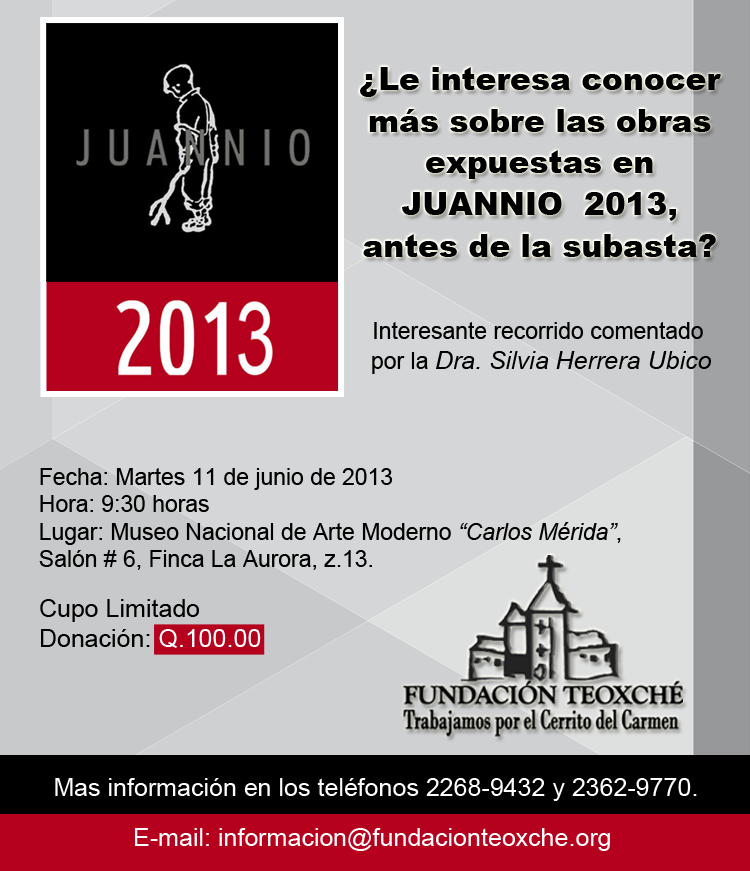 JUANNIO
2013
¿Le interesa conocer
más sobre las obras
expuestas en
JUANNIO 2013,
antes de la subasta?
Interesante recorrido comentado
por la Dra. Silvia Herrera Ubico
Fecha: Martes 11 de junio de 2013
Hora: 9:30 horas
Lugar: Museo Nacional de Arte Moderno “Carlos Mérida”,
Salón # 6, Finca La Aurora, z.13.
Cupo Limitado
Donación: Q.100.00
FUNDACIÓN TEOXCHÉ
Trabajamos por el Cerrito del Carmen
Mas información en los teléfonos 2268-9432 y 2362-9770.
E-mail: informacion@fundacionteoxche.org